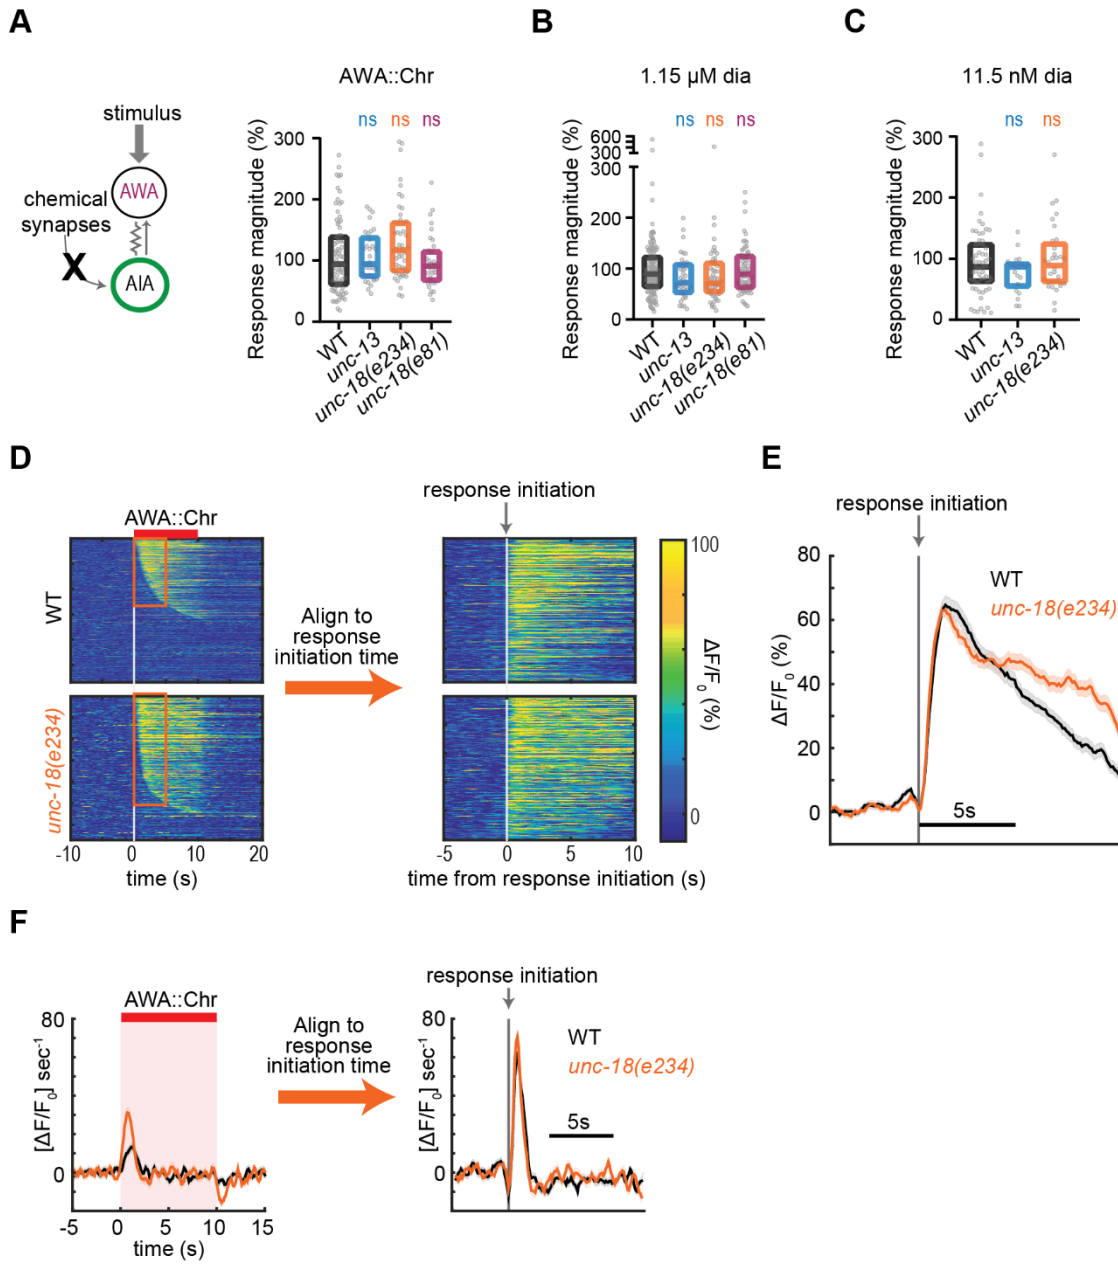 A
stimulus
AWA
chemical
synapses
X
AIA
AWA::Chr
ns ns ns
Response magnitude (%)
300
200
100
0
WT
unc-13
unc-18(e234)
unc-18(e81)
B
1.15 µM dia
ns ns ns
Response magnitude (%)
600
300
300
200
100
0
WT
unc-13
unc-18(e234)
unc-18(e81)
C
11.5 nM dia
ns ns
Response magnitude (%)
300
200
100
0
WT
unc-13
unc-18(e234)
D
AWA::Chr
WT
unc-18(e234)
-10 0 10 20
time (s)
Align to
response
initiation time
response initiation
-5 0 5 10
time from response initiation (s)
100
0
ΔF/F0 (%)
E
response initiation
WT
unc-18(e234)
ΔF/F0 (%)
80
60
40
20
0
5s
F
AWA::Chr
[ΔF/F0] sec-1
80
0
-5 0 5 10 15
time (s)
Align to
response
initiation time
response initiation
WT
unc-18(e234)
[ΔF/F0] sec-1
80
0
5s